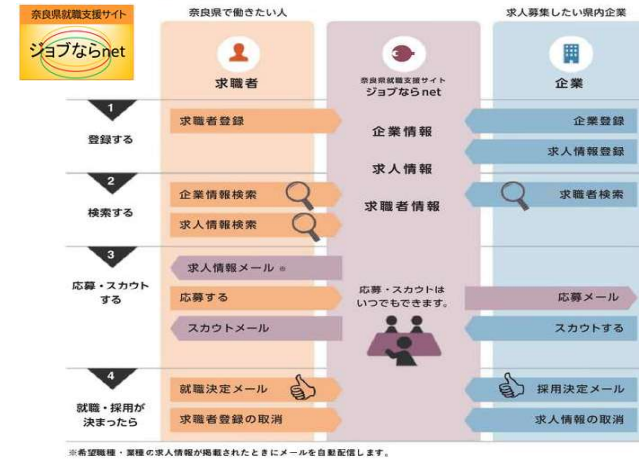 奈良県就職支援サイト
ジョブならnet
奈良県で働きたい人
求人募集したい県内企業
求職者
奈良県就職支援サイト
ジョブならnet
企業
1
登録する
求職者登録
企業情報
求人情報
求職者情報
企業登録
求人情報登録
2
検索する
企業情報検索
求人情報検索
求職者検索
3
応募・スカウト
する
求人情報メール※
応募する
スカウトメール
応募・スカウトは
いつでもできます。
応募メール
スカウトする
4
就職・採用が
決まったら
就職決定メール
求職者登録の取消
採用決定メール
求人情報の取消
※希望職種・業種の求人情報が掲載されたときにメールを自動配信します。